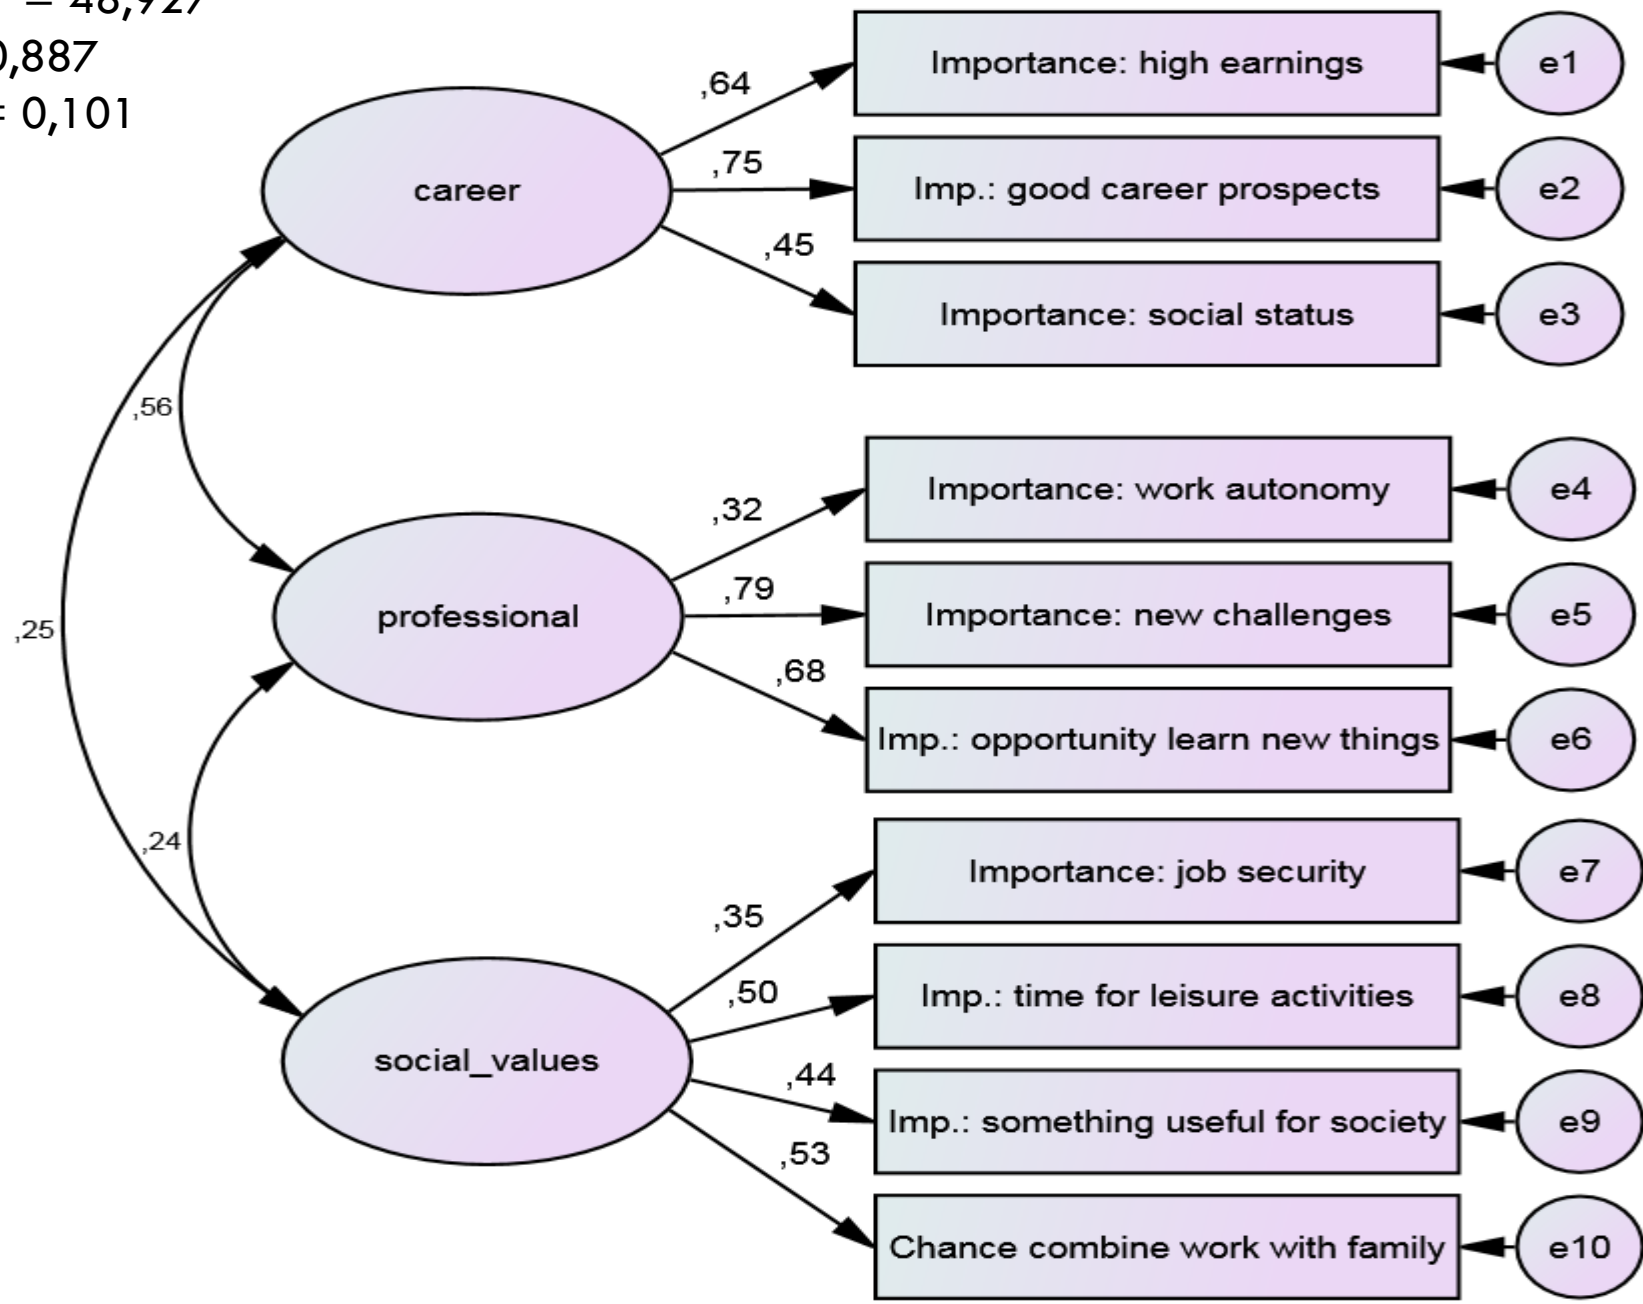 = 48,927
0,887
= 0,101
career
,64
,75
,45
Importance: high earnings
e1
Imp.: good career prospects
e2
Importance: social status
e3
,56
professional
,32
,79
,68
Importance: work autonomy
e4
Importance: new challenges
e5
Imp.: opportunity learn new things
e6
,25
,24
social_values
,35
,50
,44
,53
Importance: job security
e7
Imp.: time for leisure activities
e8
Imp.: something useful for society
e9
Chance combine work with family
e10